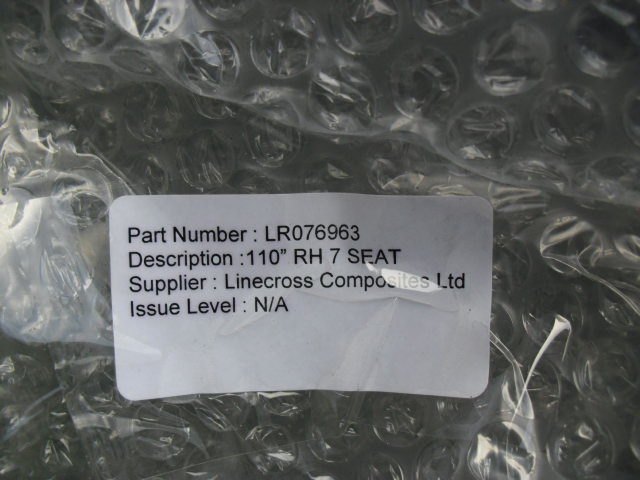 Part Number : LR076963
Description :110” RH 7 SEAT
Supplier : Linecross Composites Ltd
Issue Level : N/A